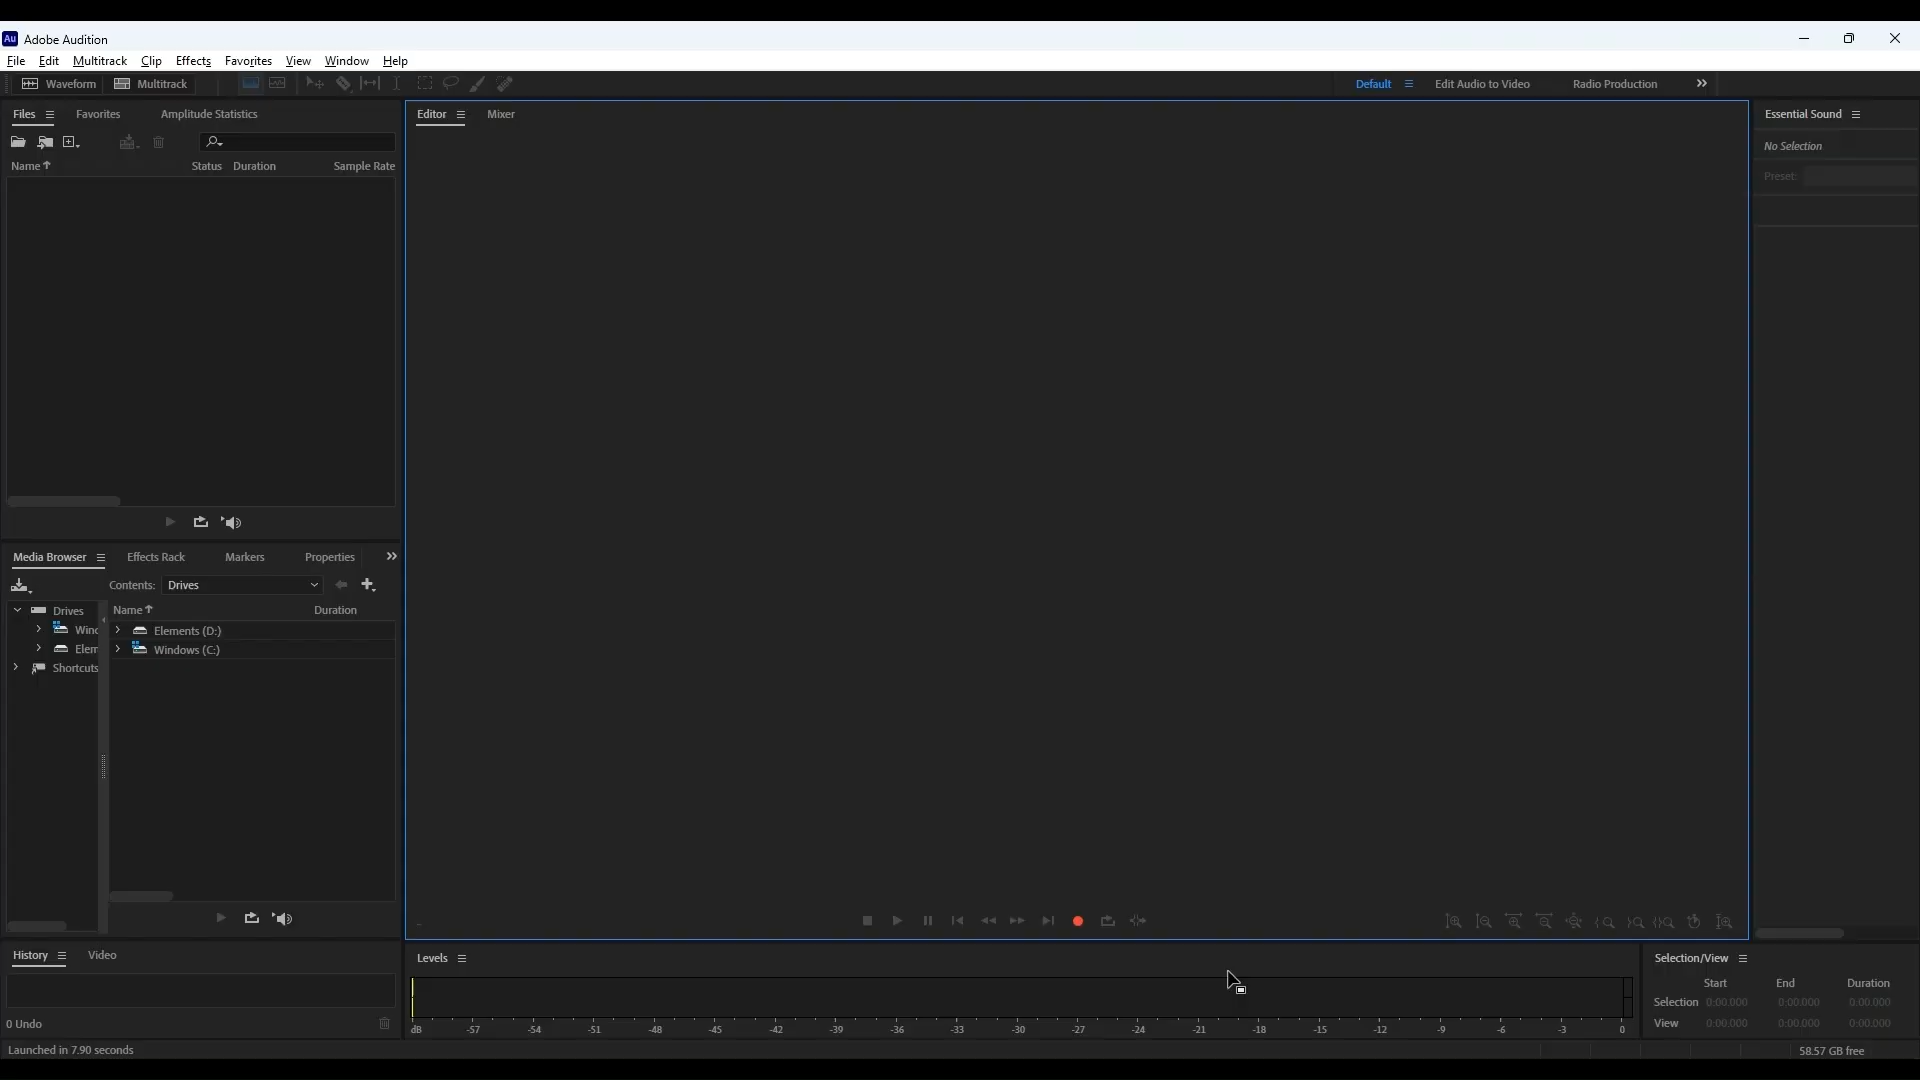 Au Adobe Audition
File Edit Multitrack Clip Effects Favorites View Window Help
Waveform Multitrack Default Edit Audio to Video Radio Production
Files Favorites Amplitude Statistics
Name Status Duration Sample Rate
Editor Mixer
Essential Sound
No Selection
Preset:
Media Browser Effects Rack Markers Properties
Contents: Drives
Drives
Wind
Elem
Shortcuts
Name Duration
Elements (D:)
Windows (C:)
History Video
0 Undo
Levels
dB -57 -54 -51 -48 -45 -42 -39 -36 -33 -30 -27 -24 -21 -18 -15 -12 -9 -6 -3 0
Selection/View
Start End Duration
Selection 0:00.000 0:00.000 0:00.000
View 0:00.000 0:00.000 0:00.000
Launched in 7.90 seconds
58.57 GB free